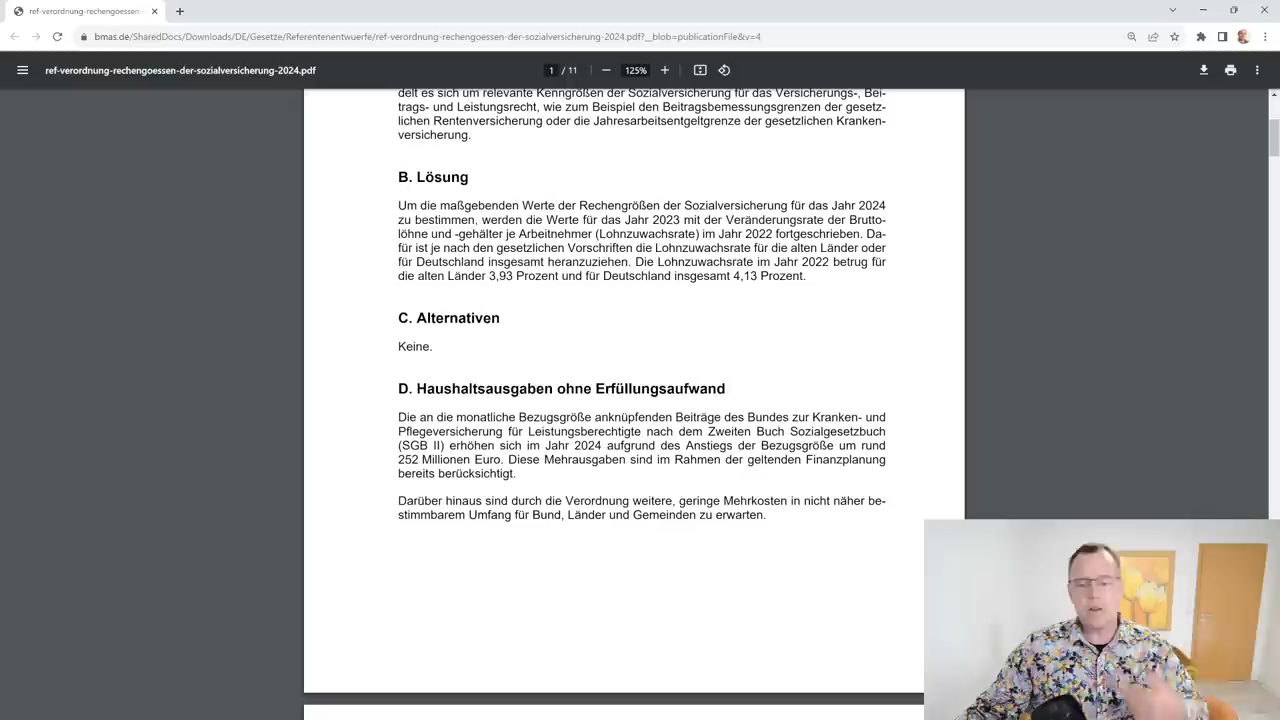 ref-verordnung-rechengoessen-
bmas.de/SharedDocs/Downloads/DE/Gesetze/Referentenentwuerfe/ref-verordnung-rechengoessen-der-sozialversicherung-2024.pdf?__blob=publicationFile&v=4
ref-verordnung-rechengoessen-der-sozialversicherung-2024.pdf
1 / 11
125%
delt es sich um relevante Kenngrößen der Sozialversicherung für das Versicherungs-, Bei-
trags- und Leistungsrecht, wie zum Beispiel den Beitragsbemessungsgrenzen der gesetz-
lichen Rentenversicherung oder die Jahresarbeitsentgeltgrenze der gesetzlichen Kranken-
versicherung.
B. Lösung
Um die maßgebenden Werte der Rechengrößen der Sozialversicherung für das Jahr 2024
zu bestimmen, werden die Werte für das Jahr 2023 mit der Veränderungsrate der Brutto-
löhne und -gehälter je Arbeitnehmer (Lohnzuwachsrate) im Jahr 2022 fortgeschrieben. Da-
für ist je nach den gesetzlichen Vorschriften die Lohnzuwachsrate für die alten Länder oder
für Deutschland insgesamt heranzuziehen. Die Lohnzuwachsrate im Jahr 2022 betrug für
die alten Länder 3,93 Prozent und für Deutschland insgesamt 4,13 Prozent.
C. Alternativen
Keine.
D. Haushaltsausgaben ohne Erfüllungsaufwand
Die an die monatliche Bezugsgröße anknüpfenden Beiträge des Bundes zur Kranken- und
Pflegeversicherung für Leistungsberechtigte nach dem Zweiten Buch Sozialgesetzbuch
(SGB II) erhöhen sich im Jahr 2024 aufgrund des Anstiegs der Bezugsgröße um rund
252 Millionen Euro. Diese Mehrausgaben sind im Rahmen der geltenden Finanzplanung
bereits berücksichtigt.
Darüber hinaus sind durch die Verordnung weitere, geringe Mehrkosten in nicht näher be-
stimmbarem Umfang für Bund, Länder und Gemeinden zu erwarten.